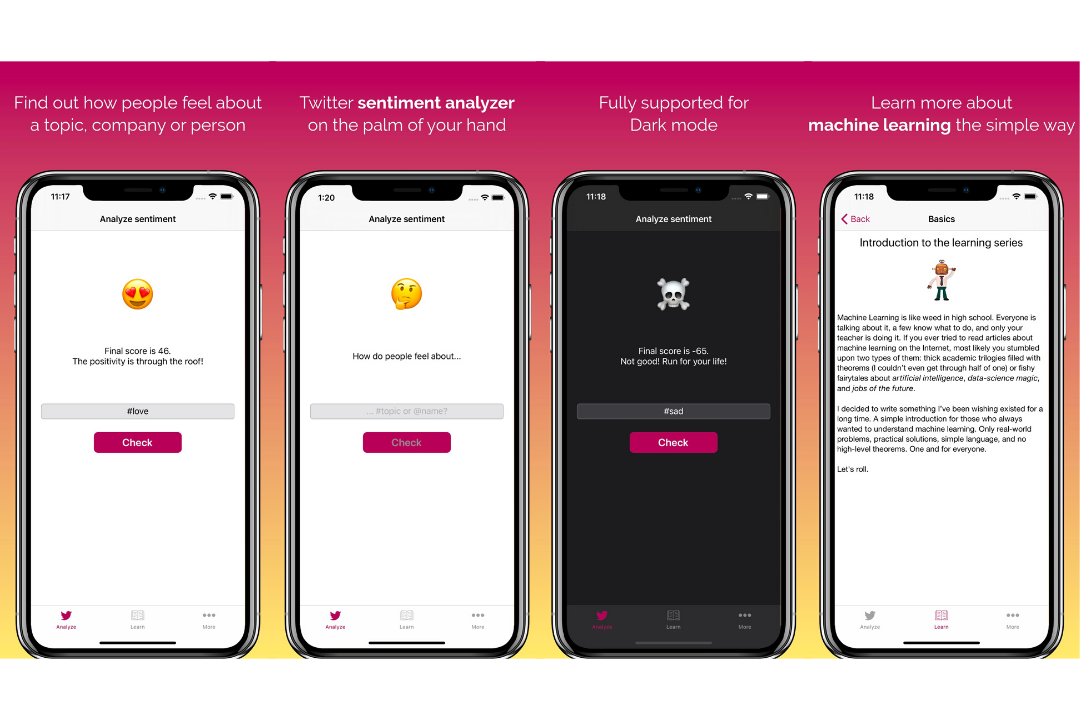 Find out how people feel about
a topic, company or person
11:17
Analyze sentiment
Final score is 46.
The positivity is through the roof!
#love
Check
Analyze
Learn
More
Twitter sentiment analyzer
on the palm of your hand
1:20
Analyze sentiment
How do people feel about...
... #topic or @name?
Check
Analyze
Learn
More
Fully supported for
Dark mode
11:18
Analyze sentiment
Final score is -65.
Not good! Run for your life!
#sad
Check
Analyze
Learn
More
Learn more about
machine learning the simple way
11:18
Back
Basics
Introduction to the learning series
Machine Learning is like weed in high school. Everyone is
talking about it, a few know what to do, and only your
teacher is doing it. If you ever tried to read articles about
machine learning on the Internet, most likely you stumbled
upon two types of them: thick academic trilogies filled with
theorems (I couldn't even get through half of one) or fishy
fairytales about artificial intelligence, data-science magic,
and jobs of the future.
I decided to write something I've been wishing existed for a
long time. A simple introduction for those who always
wanted to understand machine learning. Only real-world
problems, practical solutions, simple language, and no
high-level theorems. One and for everyone.
Let's roll.
Analyze
Learn
More